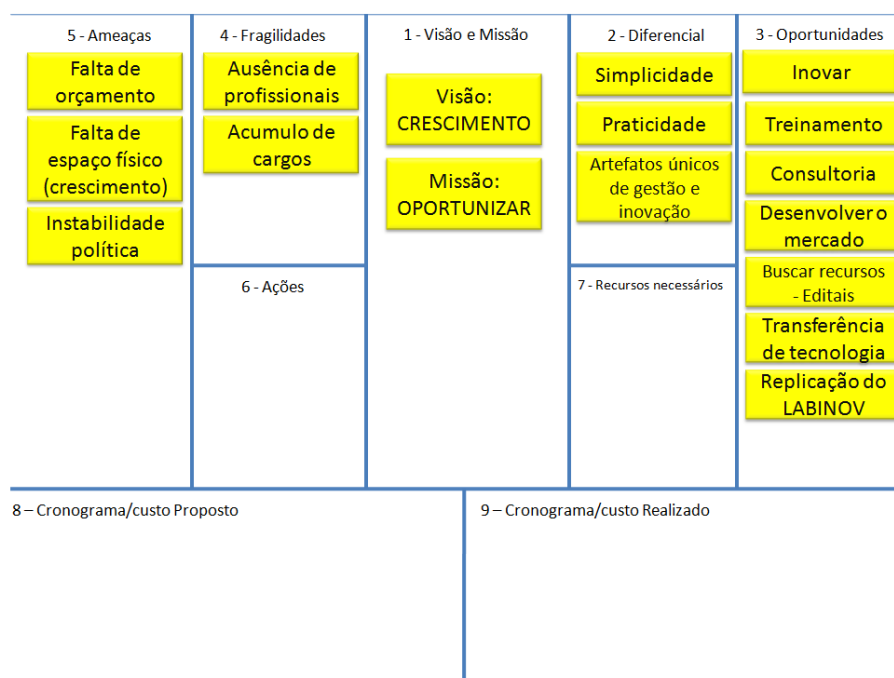 5 - Ameaças
Falta de
orçamento
Falta de
espaço físico
(crescimento)
Instabilidade
política
4 - Fragilidades
Ausência de
profissionais
Acumulo de
cargos
6 - Ações
1 - Visão e Missão
Visão:
CRESCIMENTO
Missão:
OPORTUNIZAR
2 - Diferencial
Simplicidade
Praticidade
Artefatos únicos
de gestão e
inovação
7 - Recursos necessários
3 - Oportunidades
Inovar
Treinamento
Consultoria
Desenvolver o
mercado
Buscar recursos
- Editais
Transferência
de tecnologia
Replicação do
LABINOV
8 – Cronograma/custo Proposto
9 – Cronograma/custo Realizado